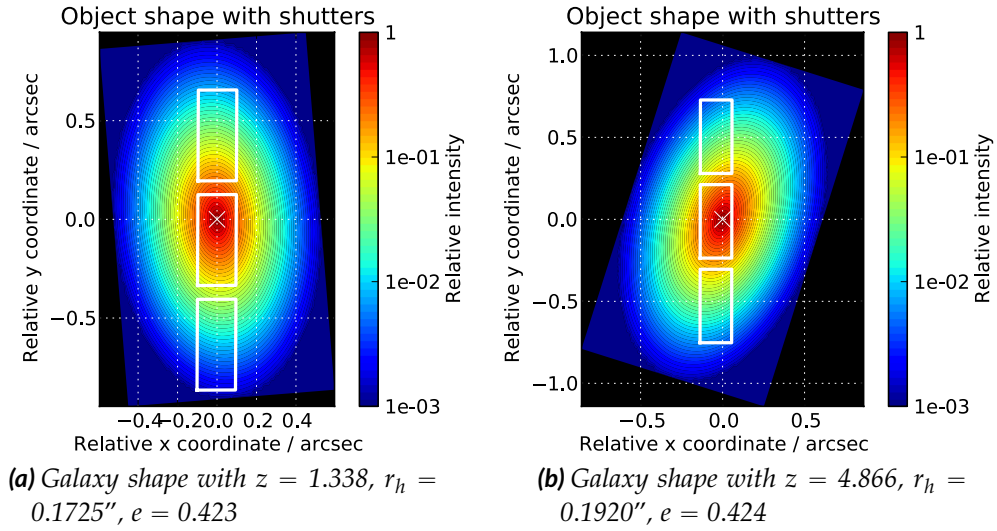 Object shape with shutters
Relative y coordinate / arcsec
0.5
0.0
−0.5
−0.4−0.20.0 0.2 0.4
Relative x coordinate / arcsec
1
1e-01
1e-02
1e-03
Relative intensity
(a) Galaxy shape with z = 1.338, r_h =
0.1725″, e = 0.423
Object shape with shutters
Relative y coordinate / arcsec
1.0
0.5
0.0
−0.5
−1.0
−0.5 0.0 0.5
Relative x coordinate / arcsec
1
1e-01
1e-02
1e-03
Relative intensity
(b) Galaxy shape with z = 4.866, r_h =
0.1920″, e = 0.424